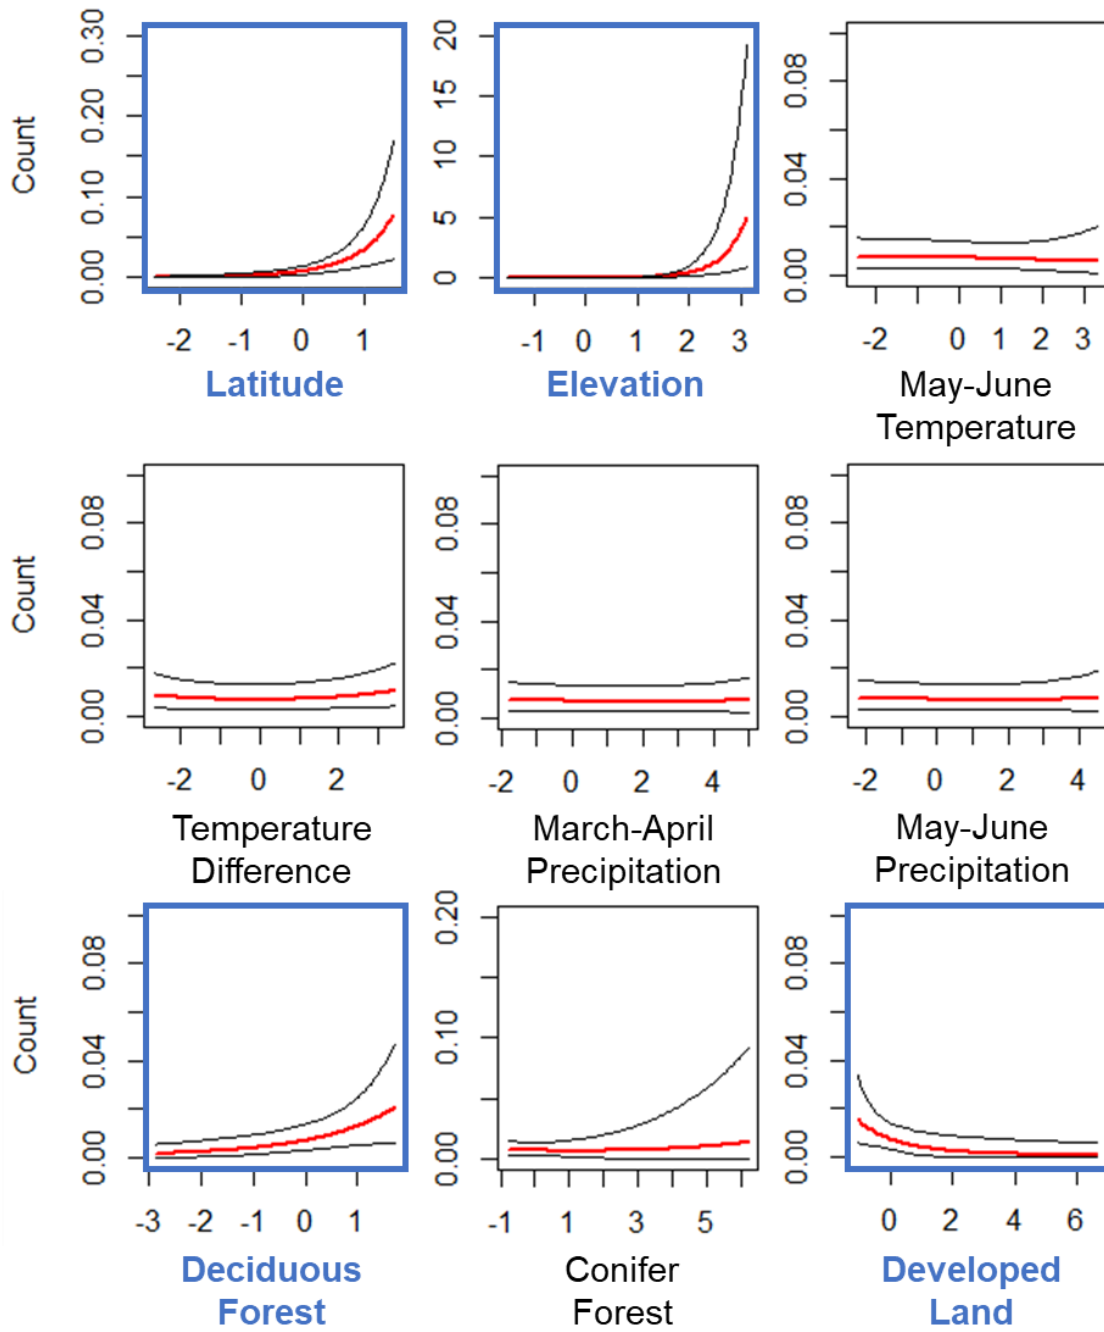 Count
0.00 0.10 0.20 0.30
-2 -1 0 1
Latitude
0 5 10 15 20
-1 0 1 2 3
Elevation
0.00 0.04 0.08
-2 0 1 2 3
May-June
Temperature
Count
0.00 0.04 0.08
-2 0 2
Temperature
Difference
0.00 0.04 0.08
-2 0 2 4
March-April
Precipitation
0.00 0.04 0.08
-2 0 2 4
May-June
Precipitation
Count
0.00 0.04 0.08
-3 -2 -1 0 1
Deciduous
Forest
0.00 0.10 0.20
-1 1 3 5
Conifer
Forest
0.00 0.04 0.08
0 2 4 6
Developed
Land